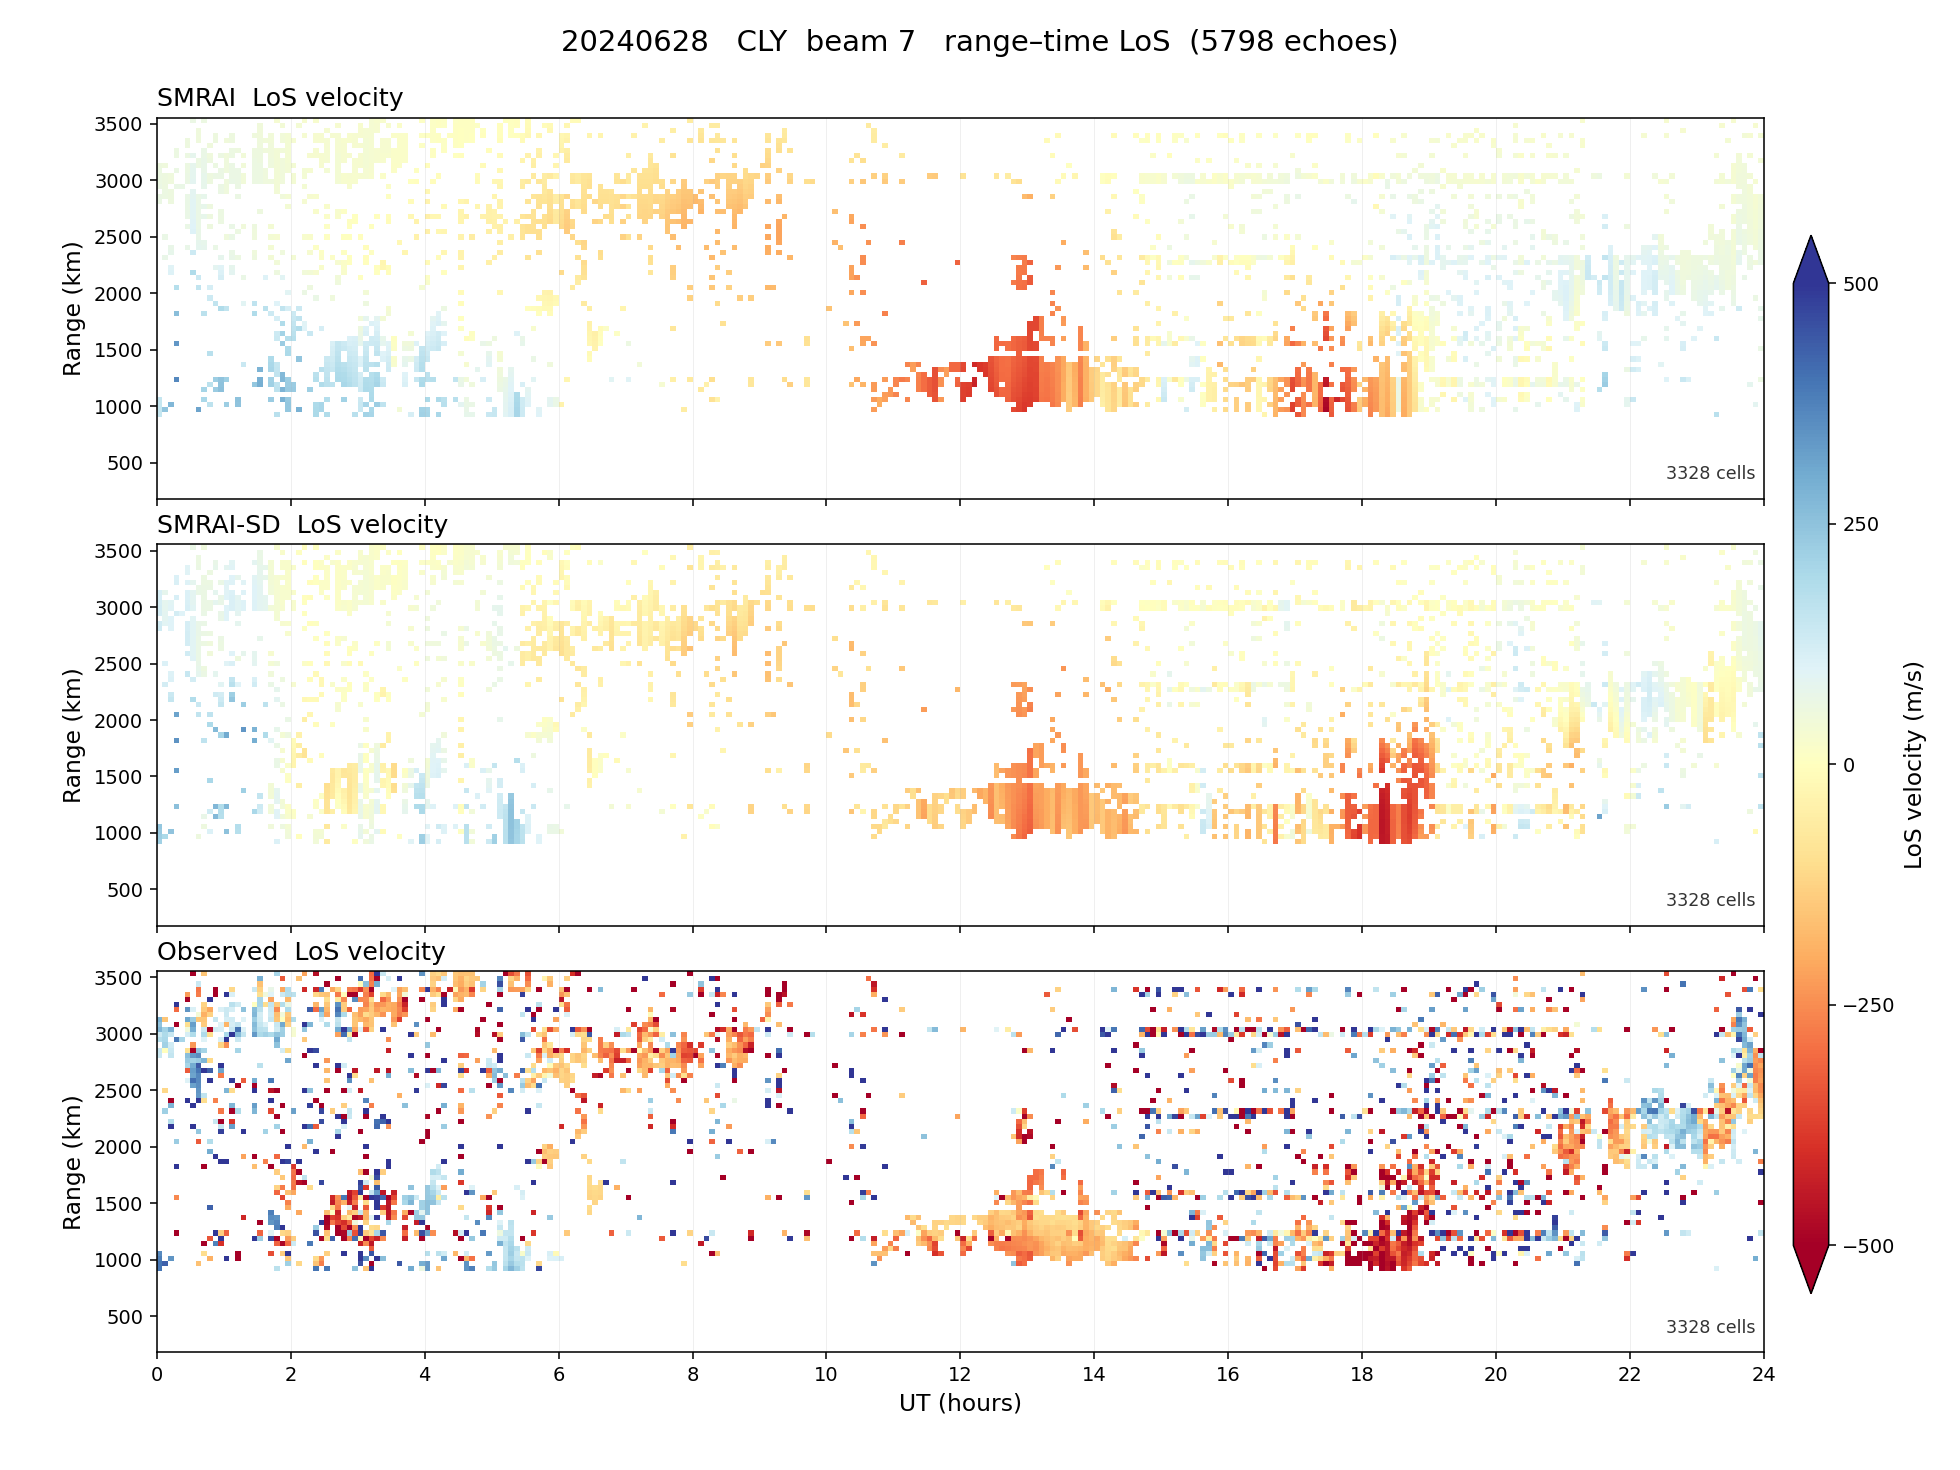 20240628   CLY  beam 7   range–time LoS  (5798 echoes)
SMRAI  LoS velocity
3500
3000
2500
2000
1500
1000
500
Range (km)
3328 cells
SMRAI-SD  LoS velocity
3500
3000
2500
2000
1500
1000
500
Range (km)
3328 cells
Observed  LoS velocity
3500
3000
2500
2000
1500
1000
500
Range (km)
3328 cells
0 2 4 6 8 10 12 14 16 18 20 22 24
UT (hours)
500
250
0
−250
−500
LoS velocity (m/s)